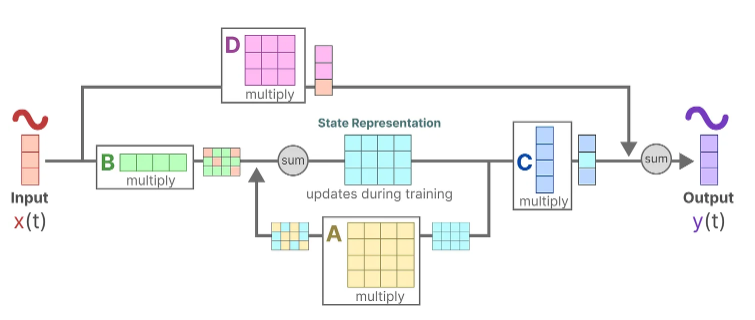 D
multiply
State Representation
B
multiply
sum
updates during training
C
multiply
sum
Input
x(t)
Output
y(t)
A
multiply